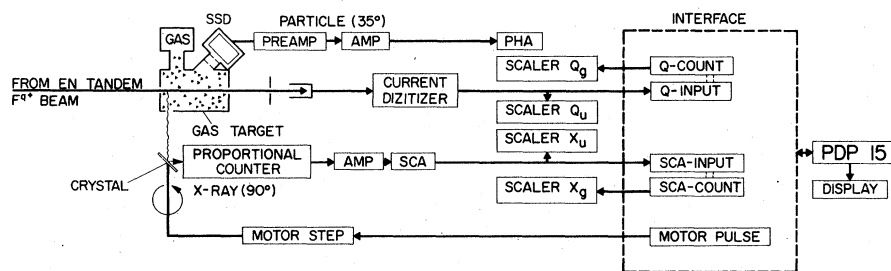 SSD
PARTICLE (35°)
INTERFACE
GAS
PREAMP
AMP
PHA
SCALER Qg
Q-COUNT
FROM EN TANDEM
F^q+ BEAM
CURRENT
DIZITIZER
Q-INPUT
SCALER Qu
GAS TARGET
SCALER Xu
PROPORTIONAL
COUNTER
AMP
SCA
SCA-INPUT
PDP 15
CRYSTAL
X-RAY (90°)
SCALER Xg
SCA-COUNT
DISPLAY
MOTOR STEP
MOTOR PULSE